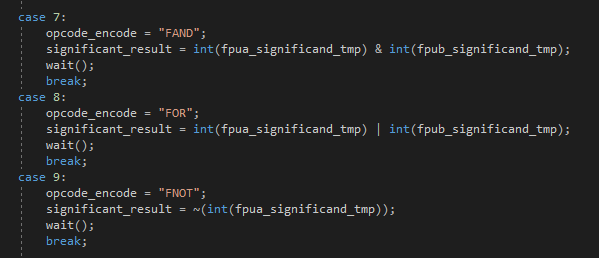 case 7:
opcode_encode = "FAND";
significant_result = int(fpua_significand_tmp) & int(fpub_significand_tmp);
wait();
break;
case 8:
opcode_encode = "FOR";
significant_result = int(fpua_significand_tmp) | int(fpub_significand_tmp);
wait();
break;
case 9:
opcode_encode = "FNOT";
significant_result = ~(int(fpua_significand_tmp));
wait();
break;